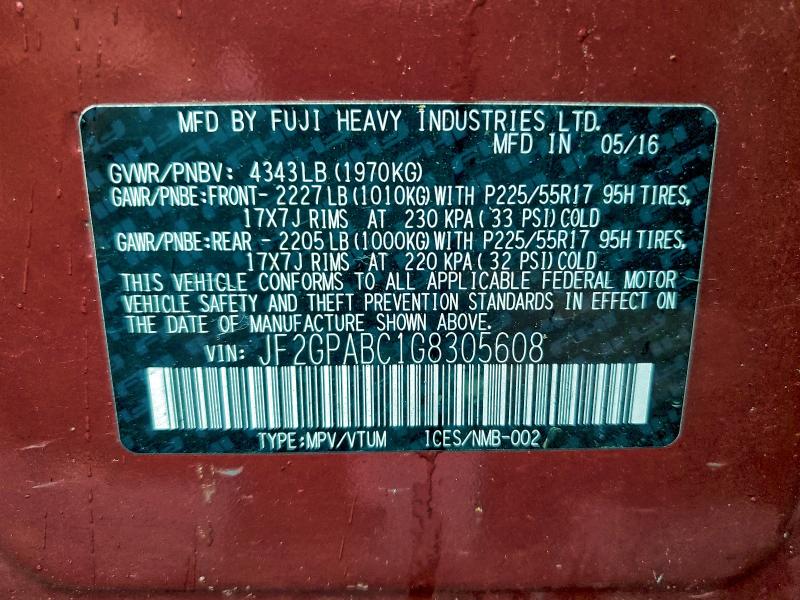 MFD BY FUJI HEAVY INDUSTRIES LTD.
MFD IN 05/16
GVWR/PNBV: 4343LB(1970KG)
GAWR/PNBE:FRONT- 2227LB(1010KG)WITH P225/55R17 95H TIRES,
17X7J RIMS AT 230 KPA( 33 PSI)COLD
GAWR/PNBE:REAR - 2205LB(1000KG)WITH P225/55R17 95H TIRES,
17X7J RIMS AT 220 KPA( 32 PSI)COLD
THIS VEHICLE CONFORMS TO ALL APPLICABLE FEDERAL MOTOR
VEHICLE SAFETY AND THEFT PREVENTION STANDARDS IN EFFECT ON
THE DATE OF MANUFACTURE SHOWN ABOVE.
VIN: JF2GPABC1G8305608
TYPE:MPV/VTUM ICES/NMB-002